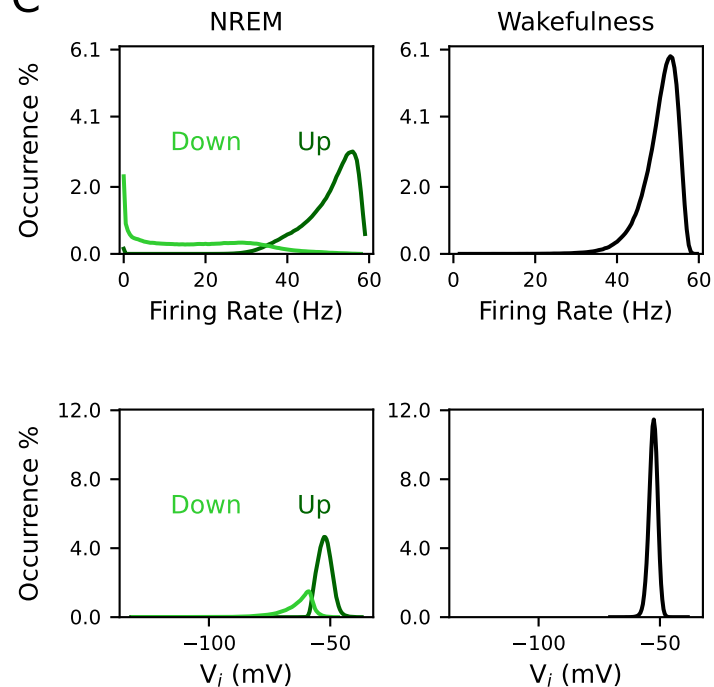 C
NREM
Wakefulness
Occurrence %
6.1
4.1
2.0
0.0
Down
Up
0 20 40 60
Firing Rate (Hz)
6.1
4.1
2.0
0.0
0 20 40 60
Firing Rate (Hz)
Occurrence %
12.0
8.0
4.0
0.0
Down
Up
−100 −50
Vᵢ (mV)
12.0
8.0
4.0
0.0
−100 −50
Vᵢ (mV)